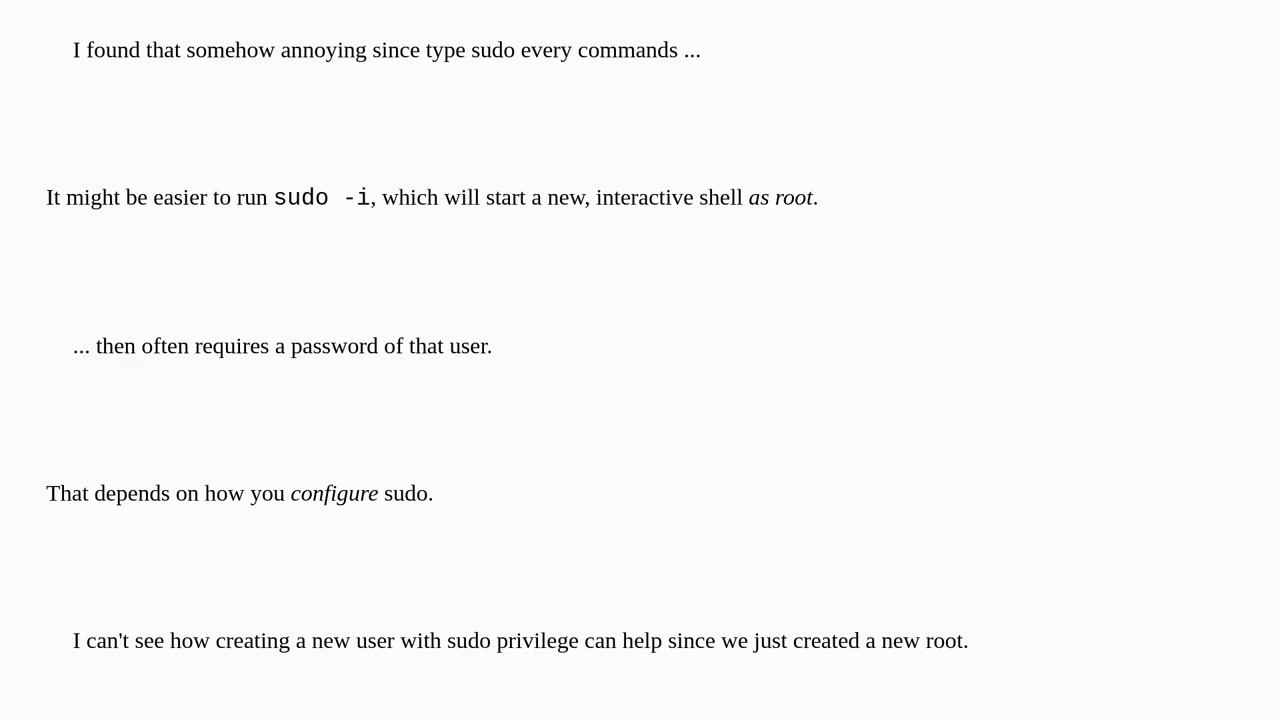 I found that somehow annoying since type sudo every commands ...
It might be easier to run sudo -i, which will start a new, interactive shell as root.
... then often requires a password of that user.
That depends on how you configure sudo.
I can't see how creating a new user with sudo privilege can help since we just created a new root.